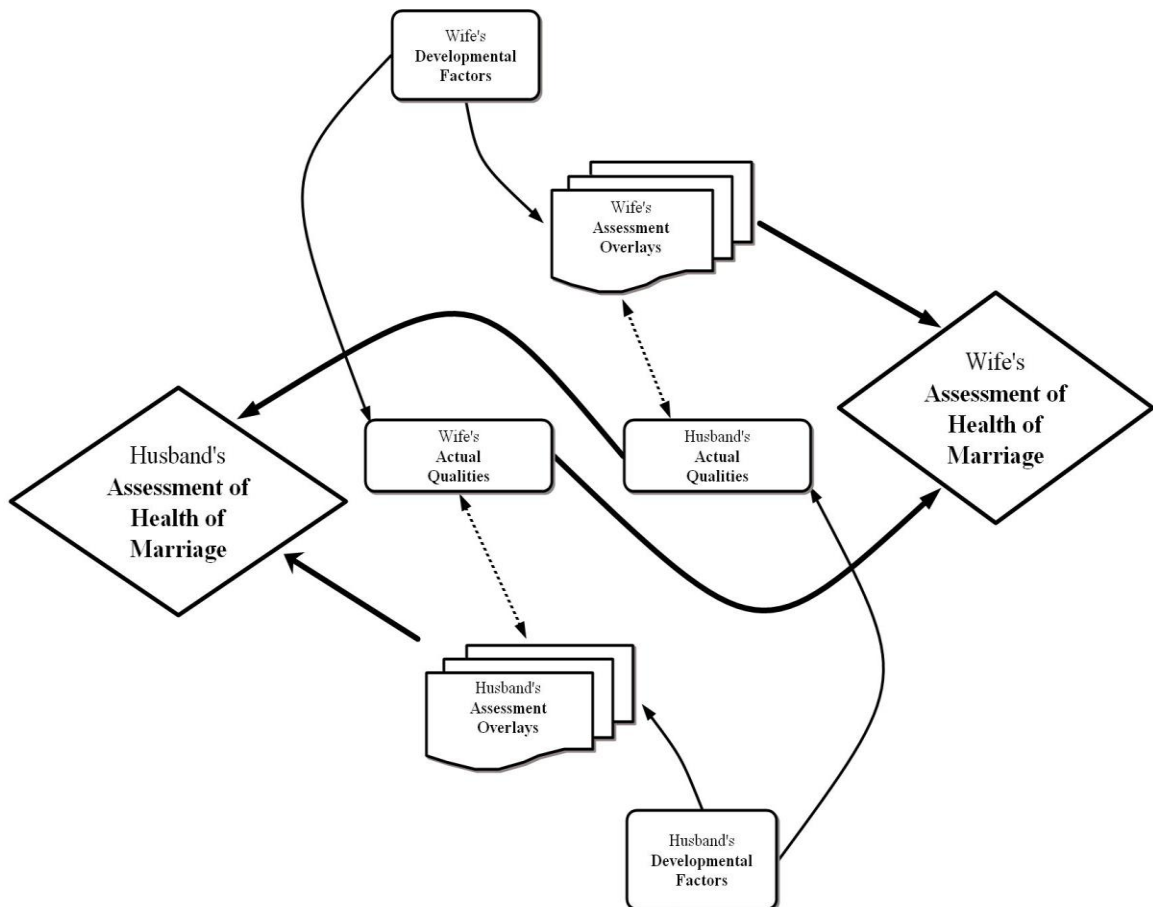 Wife's
Developmental
Factors
Wife's
Assessment
Overlays
Wife's
Assessment of
Health of
Marriage
Husband's
Assessment of
Health of
Marriage
Wife's
Actual
Qualities
Husband's
Actual
Qualities
Husband's
Assessment
Overlays
Husband's
Developmental
Factors